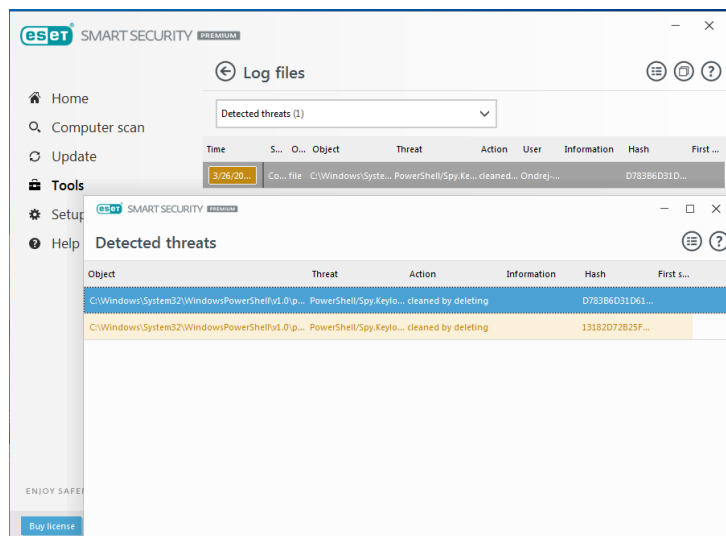 eset SMART SECURITY PREMIUM
Log files
Home
Computer scan
Update
Tools
Setup
Help
Detected threats (1)
Time S... O... Object Threat Action User Information Hash First ...
3/26/20... Co... file C:\Windows\Syste... PowerShell/Spy.Ke... cleaned... Ondrej-... D783B6D31D...
eset SMART SECURITY PREMIUM
Detected threats
Object Threat Action Information Hash First s...
C:\Windows\System32\WindowsPowerShell\v1.0\p... PowerShell/Spy.Keylo... cleaned by deleting D783B6D31D61...
C:\Windows\System32\WindowsPowerShell\v1.0\p... PowerShell/Spy.Keylo... cleaned by deleting 13182D72B25F...
ENJOY SAFE
Buy license